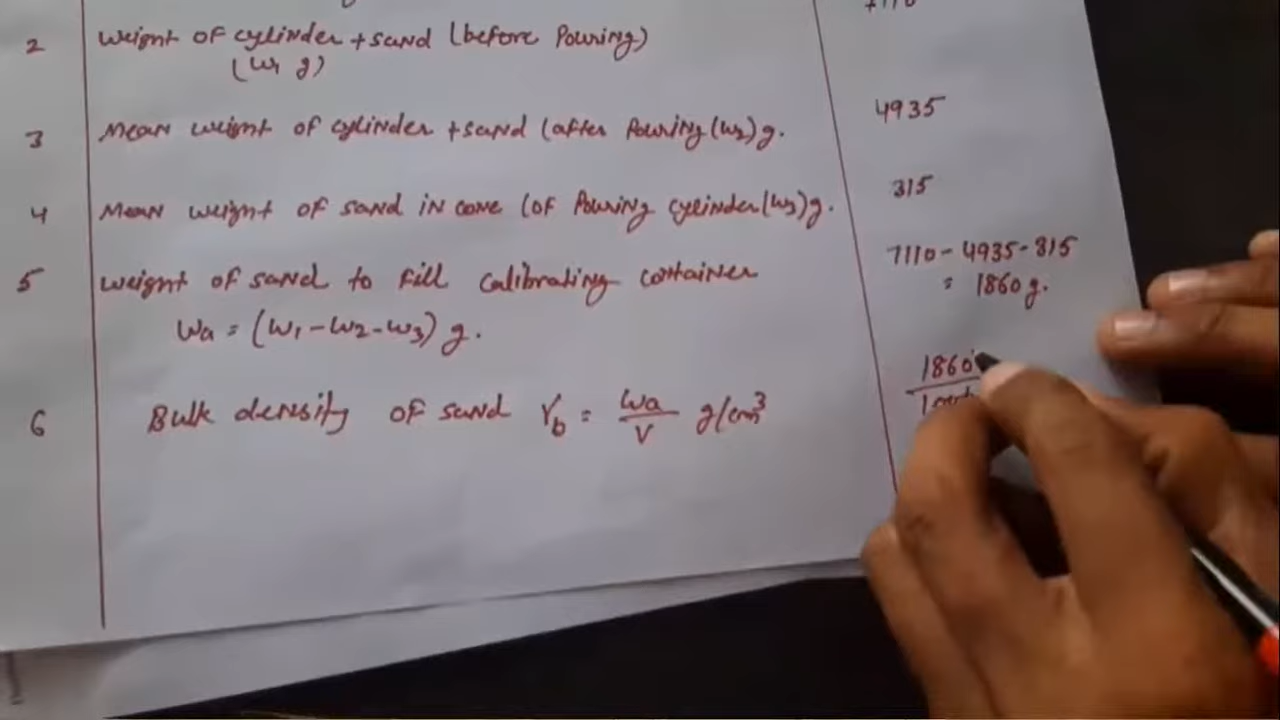 2 Weight of cylinder + sand (before Pouring) 7110
(W1 g)
3 Mean weight of cylinder + sand (after Pouring (W2) g. 4935
4 Mean weight of sand in cone (of Pouring cylinder (W3) g. 315
5 Weight of sand to fill Calibrating container 7110 - 4935 - 315
= 1860 g.
Wa = (W1 - W2 - W3) g.
1860
6 Bulk density of sand γb = Wa/V g/cm³